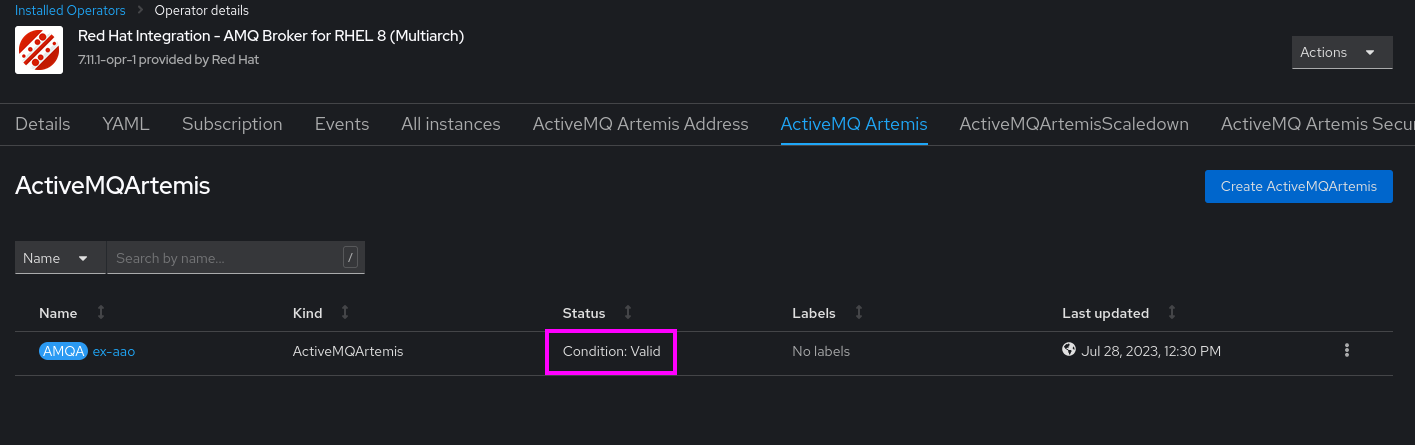 Installed Operators > Operator details
Red Hat Integration - AMQ Broker for RHEL 8 (Multiarch)
7.11.1-opr-1 provided by Red Hat
Actions
Details YAML Subscription Events All instances ActiveMQ Artemis Address ActiveMQ Artemis ActiveMQArtemisScaledown ActiveMQ Artemis Secur
ActiveMQArtemis
Create ActiveMQArtemis
Name Search by name... /
Name Kind Status Labels Last updated
AMQA ex-aao ActiveMQArtemis Condition: Valid No labels Jul 28, 2023, 12:30 PM